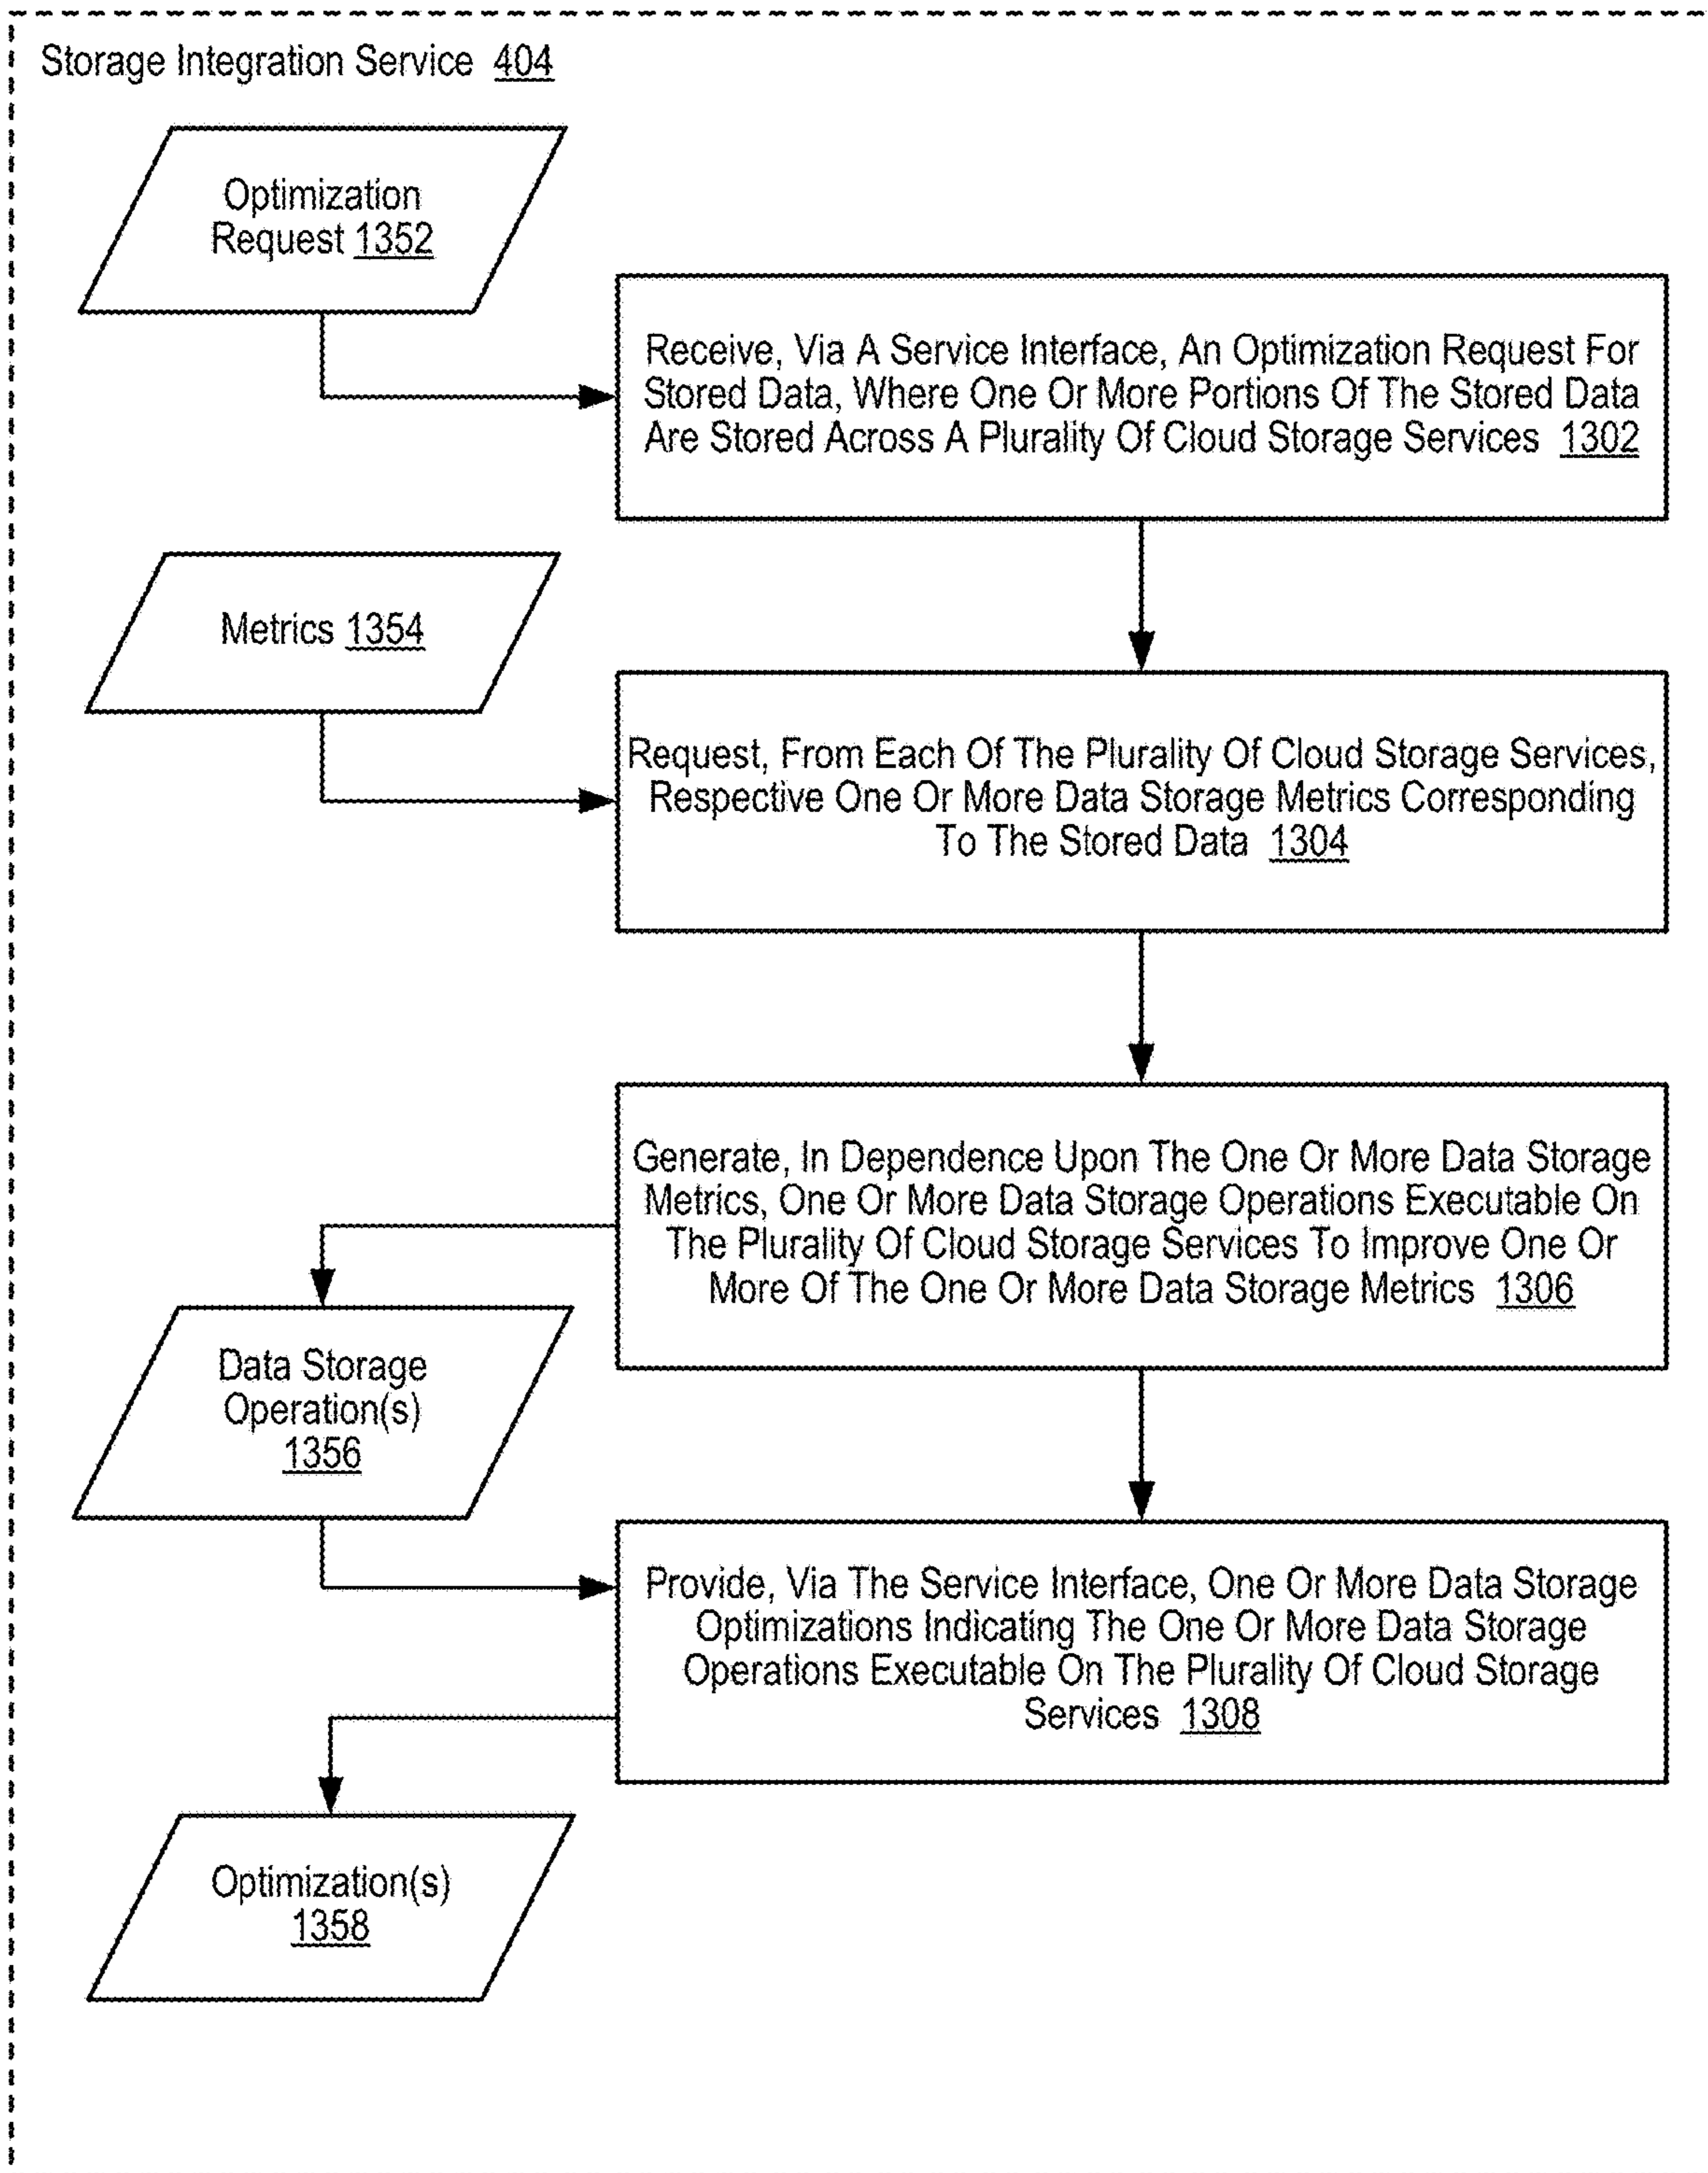 Storage Integration Service 404
Optimization
Request 1352
Receive, Via A Service Interface, An Optimization Request For
Stored Data, Where One Or More Portions Of The Stored Data
Are Stored Across A Plurality Of Cloud Storage Services 1302
Metrics 1354
Request, From Each Of The Plurality Of Cloud Storage Services,
Respective One Or More Data Storage Metrics Corresponding
To The Stored Data 1304
Generate, In Dependence Upon The One Or More Data Storage
Metrics, One Or More Data Storage Operations Executable On
The Plurality Of Cloud Storage Services To Improve One Or
More Of The One Or More Data Storage Metrics 1306
Data Storage
Operation(s)
1356
Provide, Via The Service Interface, One Or More Data Storage
Optimizations Indicating The One Or More Data Storage
Operations Executable On The Plurality Of Cloud Storage
Services 1308
Optimization(s)
1358